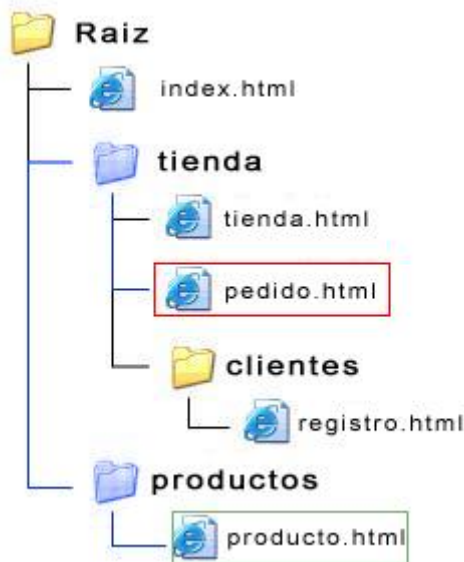 Raiz
index.html
tienda
tienda.html
pedido.html
clientes
registro.html
productos
producto.html